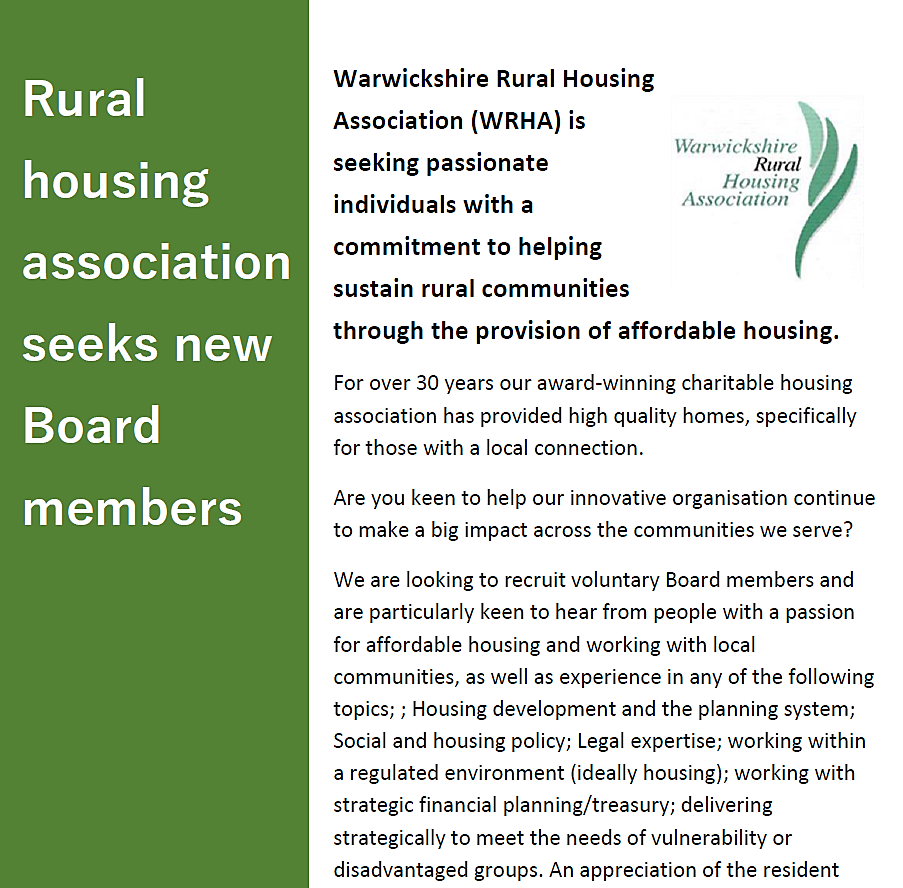 Rural
housing
association
seeks new
Board
members
Warwickshire Rural Housing
Association (WRHA) is
seeking passionate
individuals with a
commitment to helping
sustain rural communities
through the provision of affordable housing.
Warwickshire
Rural
Housing
Association
For over 30 years our award-winning charitable housing
association has provided high quality homes, specifically
for those with a local connection.
Are you keen to help our innovative organisation continue
to make a big impact across the communities we serve?
We are looking to recruit voluntary Board members and
are particularly keen to hear from people with a passion
for affordable housing and working with local
communities, as well as experience in any of the following
topics; ; Housing development and the planning system;
Social and housing policy; Legal expertise; working within
a regulated environment (ideally housing); working with
strategic financial planning/treasury; delivering
strategically to meet the needs of vulnerability or
disadvantaged groups. An appreciation of the resident